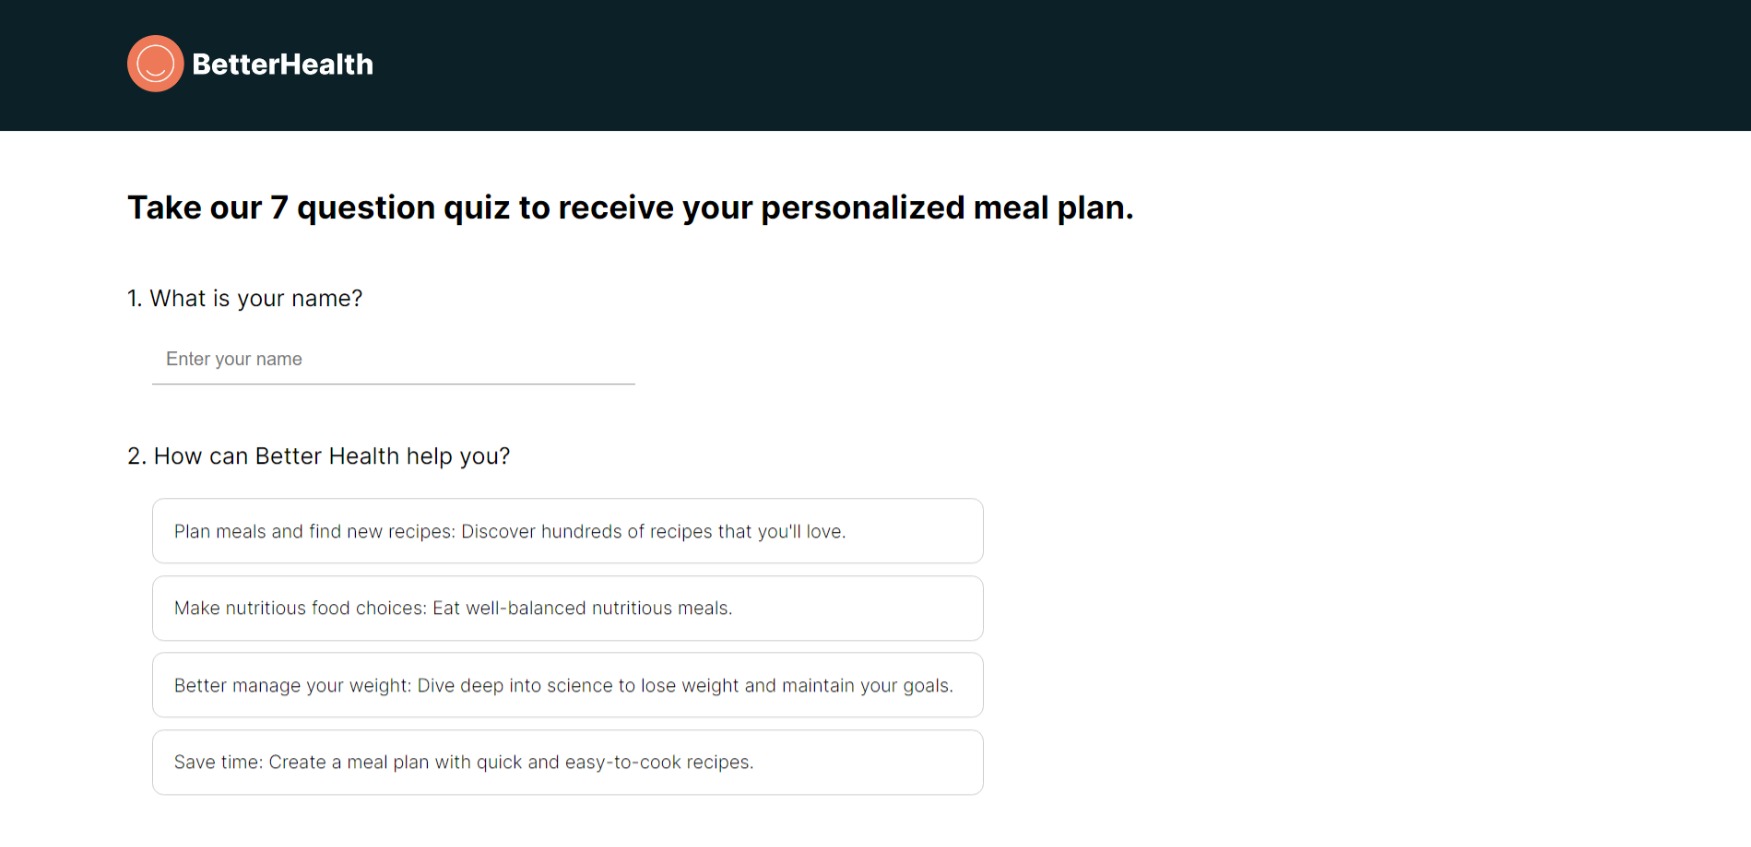 BetterHealth
Take our 7 question quiz to receive your personalized meal plan.
1. What is your name?
Enter your name
2. How can Better Health help you?
Plan meals and find new recipes: Discover hundreds of recipes that you'll love.
Make nutritious food choices: Eat well-balanced nutritious meals.
Better manage your weight: Dive deep into science to lose weight and maintain your goals.
Save time: Create a meal plan with quick and easy-to-cook recipes.